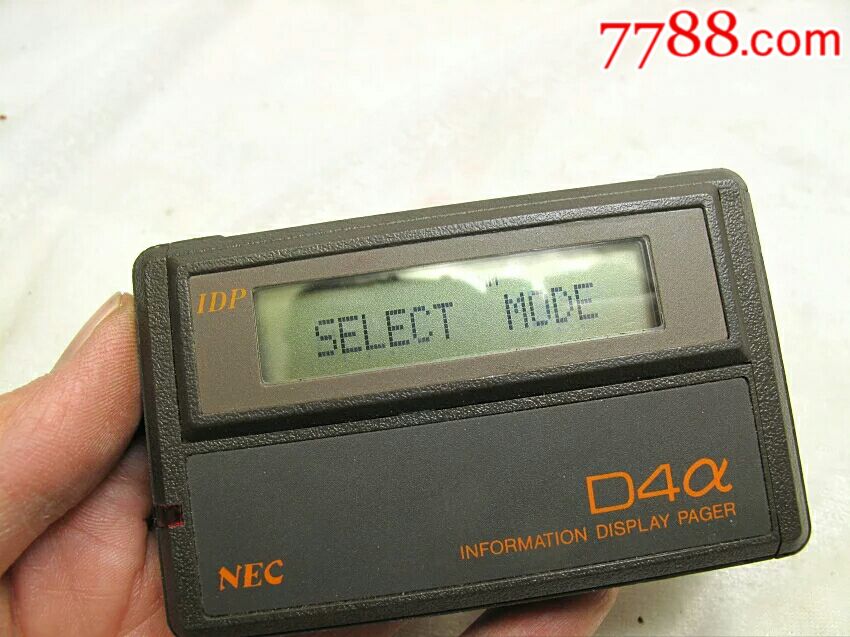 7788.com
IDP
SELECT MODE
D4α
INFORMATION DISPLAY PAGER
NEC